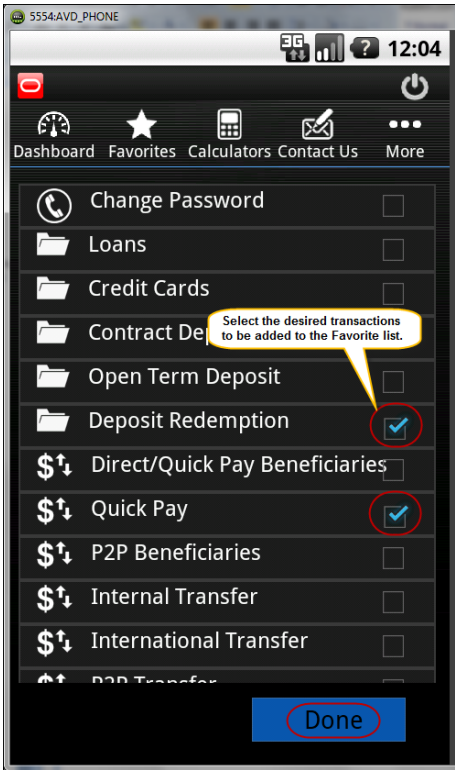 5554:AVD_PHONE
3G
?
12:04
Dashboard Favorites Calculators Contact Us More
Change Password
Loans
Credit Cards
Select the desired transactions
to be added to the Favorite list.
Contract De
Open Term Deposit
Deposit Redemption
Direct/Quick Pay Beneficiaries
Quick Pay
P2P Beneficiaries
Internal Transfer
International Transfer
P2P Transfer
Done